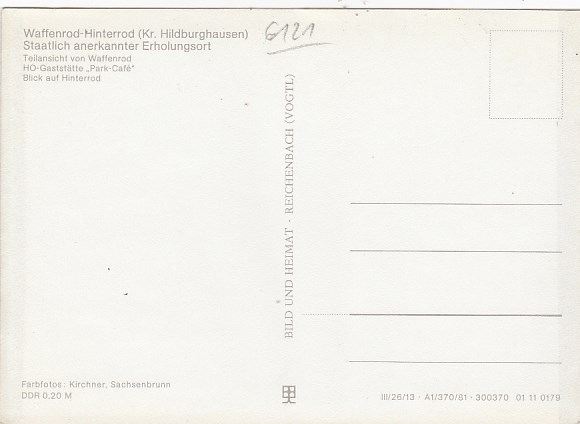 Waffenrod-Hinterrod (Kr. Hildburghausen)
Staatlich anerkannter Erholungsort
Teilansicht von Waffenrod
HO-Gaststätte „Park-Café“
Blick auf Hinterrod
6121
BILD UND HEIMAT · REICHENBACH (VOGTL)
Farbfotos: Kirchner, Sachsenbrunn
DDR 0,20 M
III/26/13 · A1/370/81 · 300370 01 11 0179